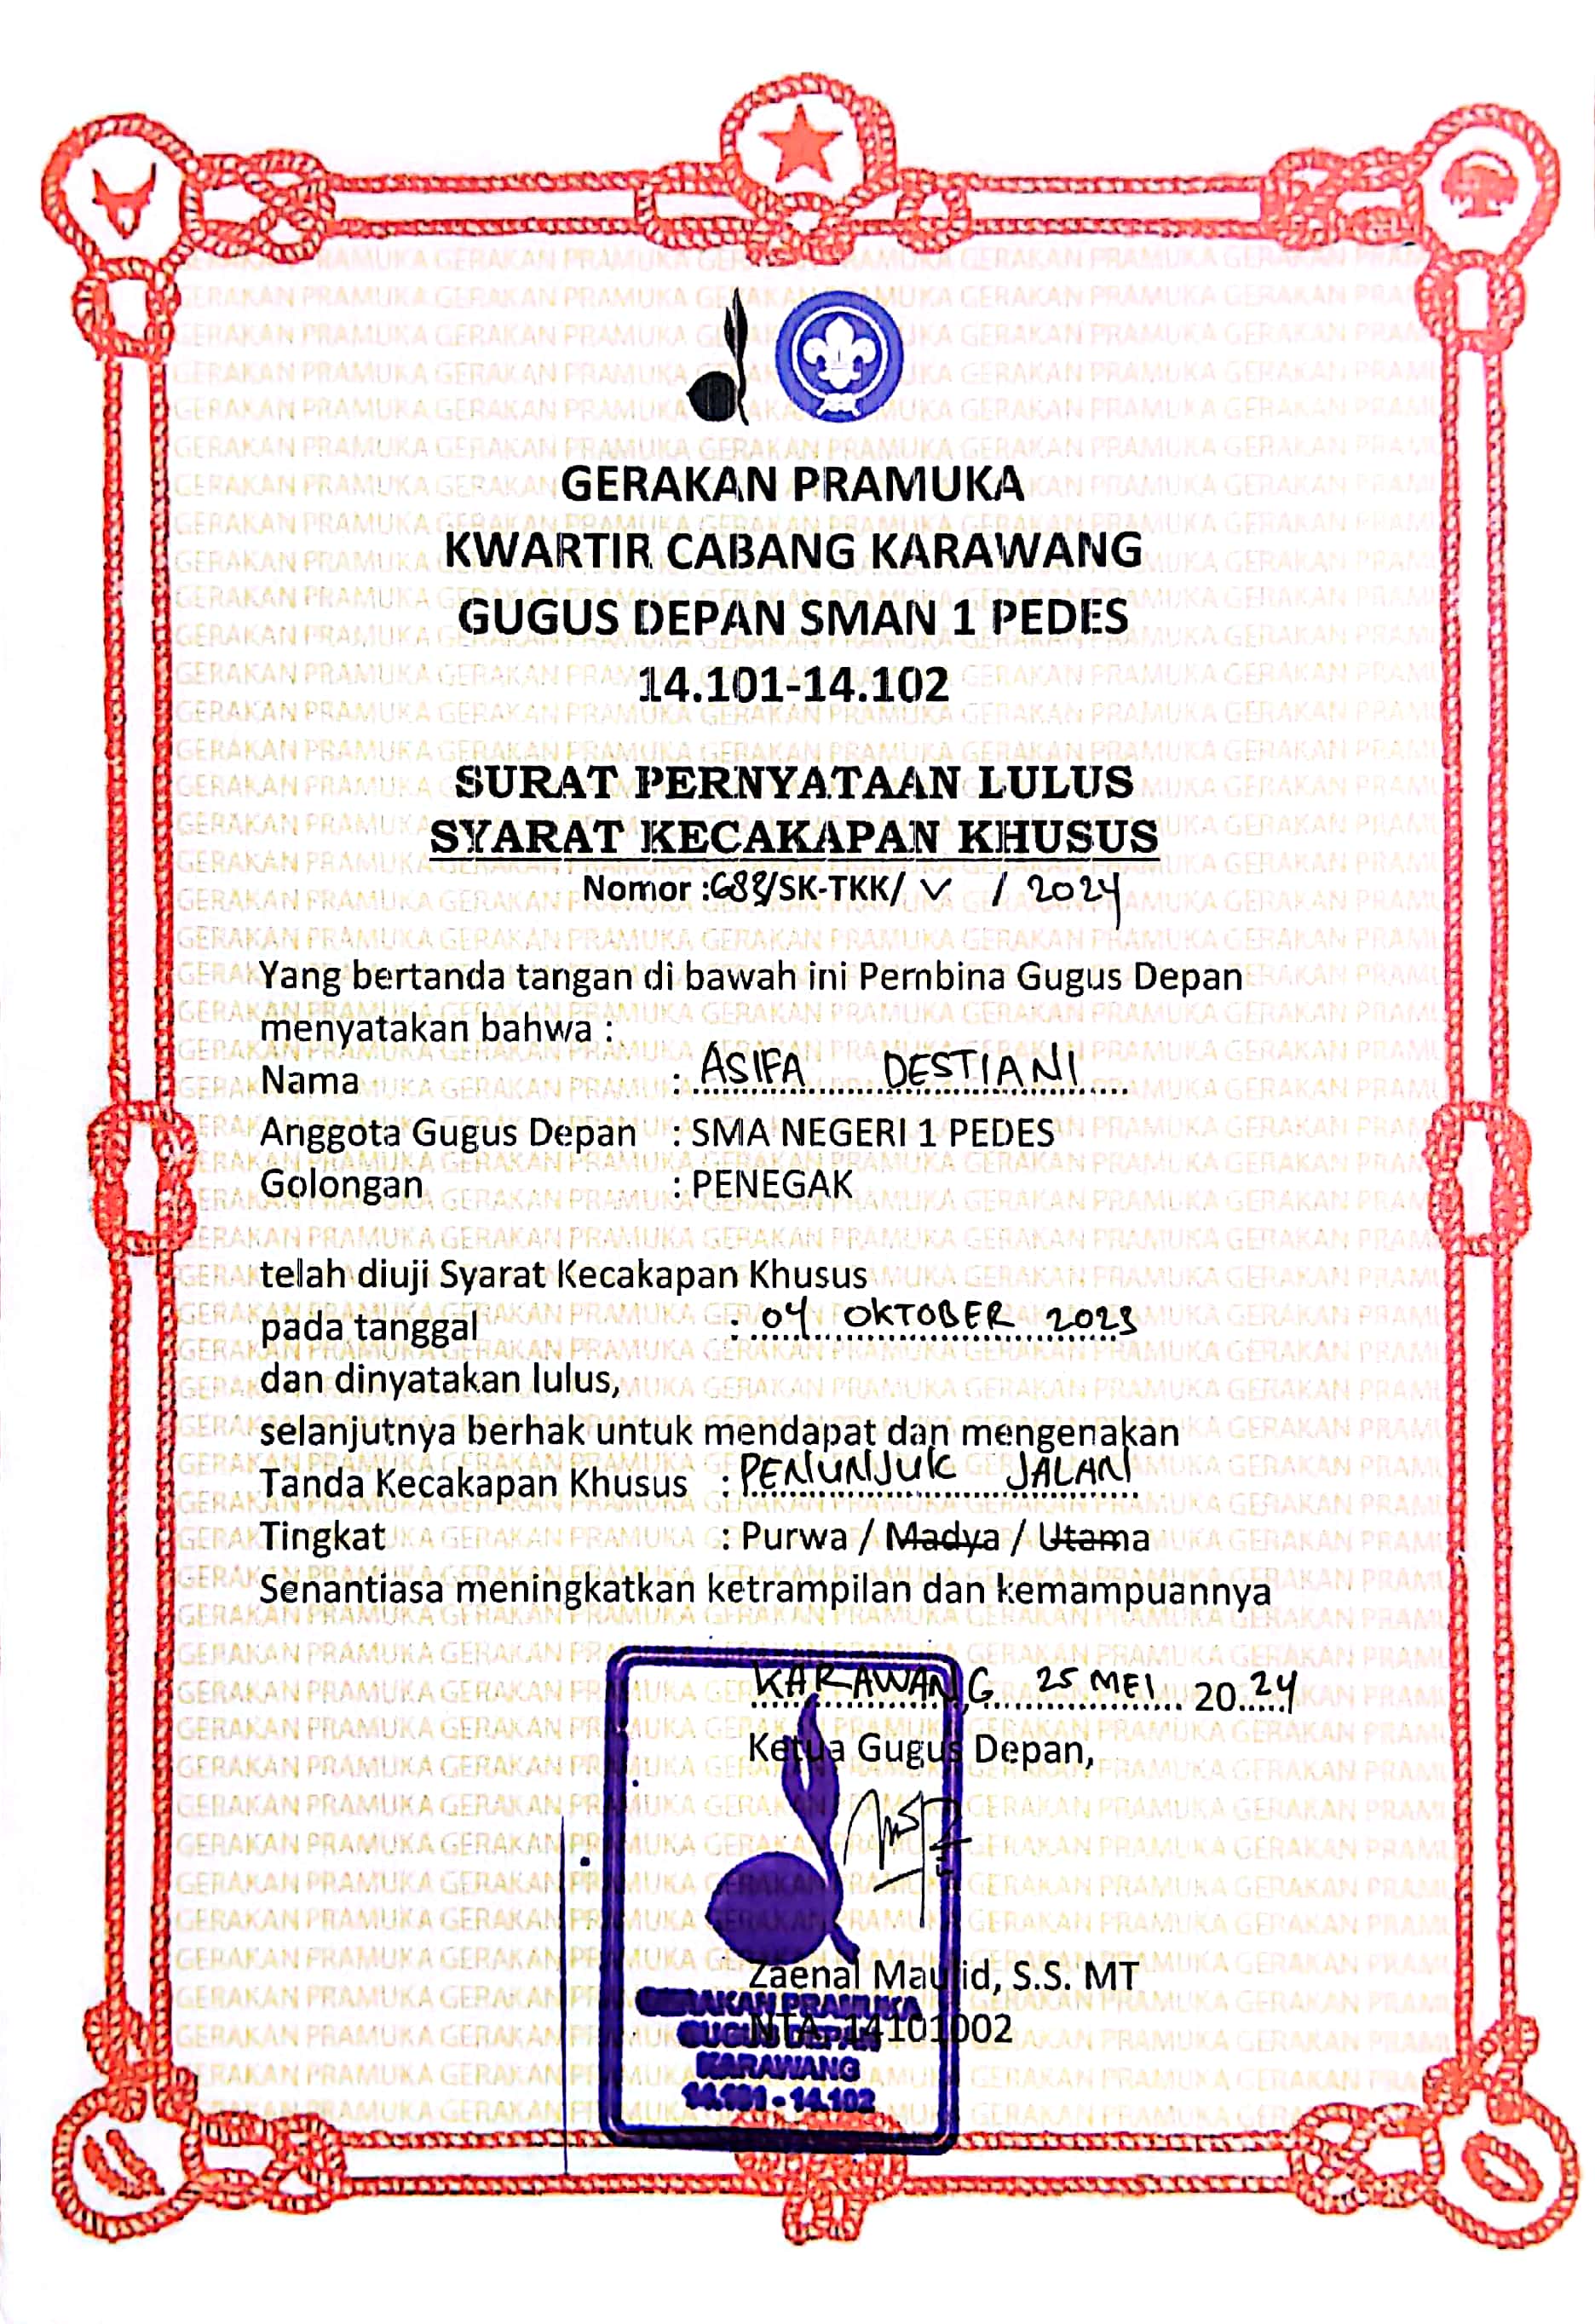 GERAKAN PRAMUKA
KWARTIR CABANG KARAWANG
GUGUS DEPAN SMAN 1 PEDES
14.101-14.102
SURAT PERNYATAAN LULUS
SYARAT KECAKAPAN KHUSUS
Nomor :688/SK-TKK/ V / 2024
Yang bertanda tangan di bawah ini Pembina Gugus Depan
menyatakan bahwa :
Nama : ASIFA DESTIANI
Anggota Gugus Depan : SMA NEGERI 1 PEDES
Golongan : PENEGAK
telah diuji Syarat Kecakapan Khusus
pada tanggal : 04 OKTOBER 2023
dan dinyatakan lulus,
selanjutnya berhak untuk mendapat dan mengenakan
Tanda Kecakapan Khusus : PENUNJUK JALAN
Tingkat : Purwa / Madya / Utama
Senantiasa meningkatkan ketrampilan dan kemampuannya
KARAWANG 25 MEI 20 24
Ketua Gugus Depan,
Zaenal Maulid, S.S. MT
NTA. 14101002
GERAKAN PRAMUKA
GUGUS DEPAN
KARAWANG
14.101 - 14.102